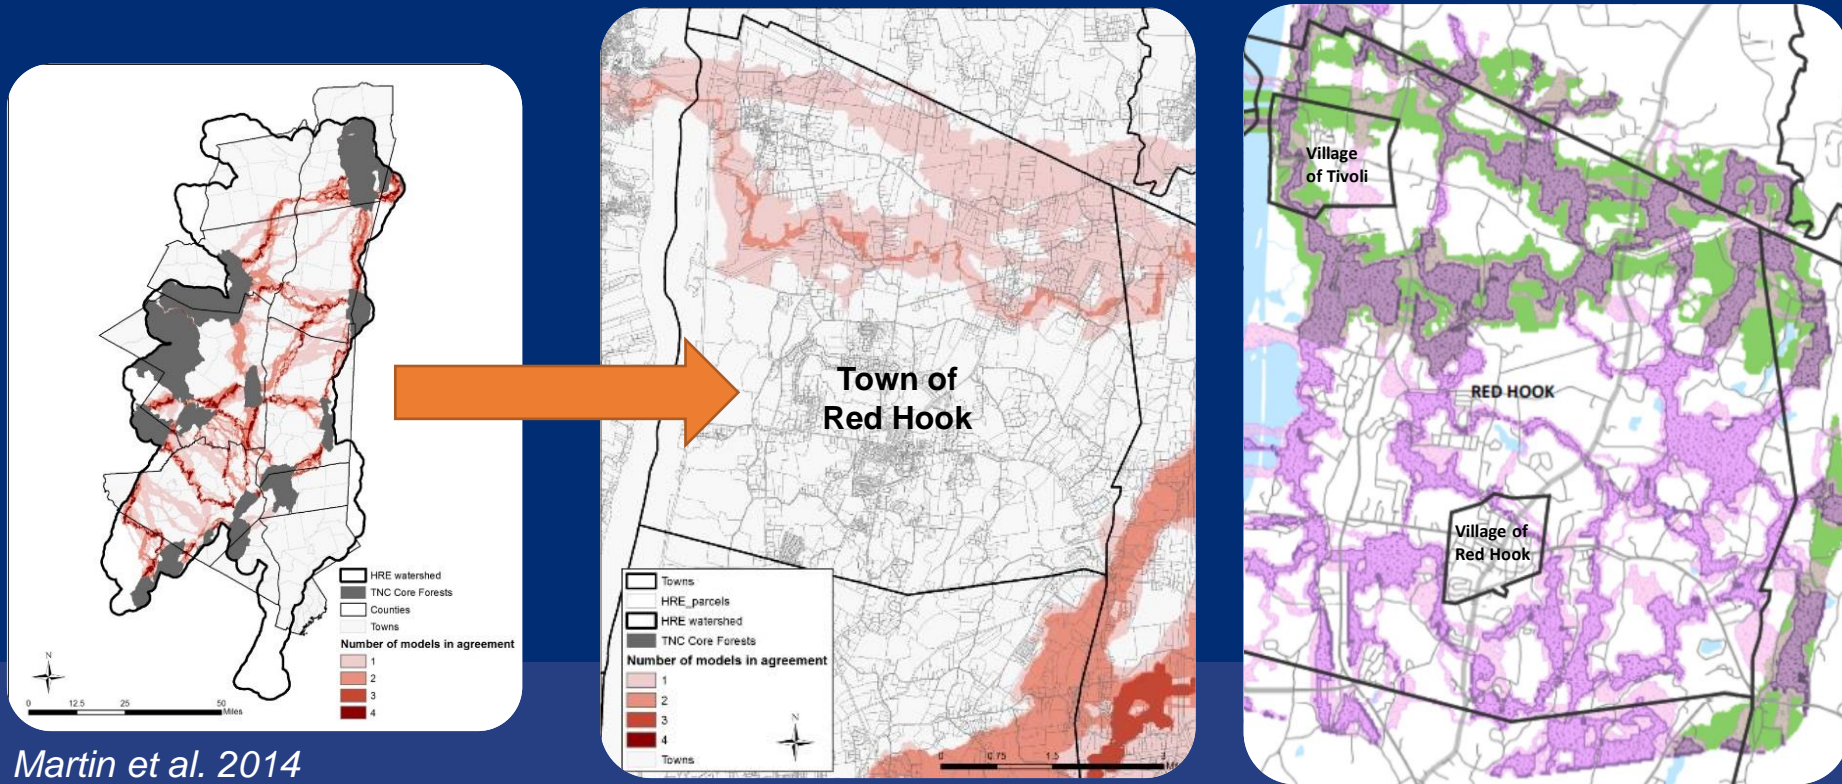 HRE watershed
TNC Core Forests
Counties
Towns
Number of models in agreement
1
2
3
4
N
0 12.5 25 50
Miles
Martin et al. 2014
Town of
Red Hook
Towns
HRE_parcels
HRE watershed
TNC Core Forests
Number of models in agreement
1
2
3
4
Towns
N
0 0.75 1.5 3
Village
of Tivoli
RED HOOK
Village of
Red Hook